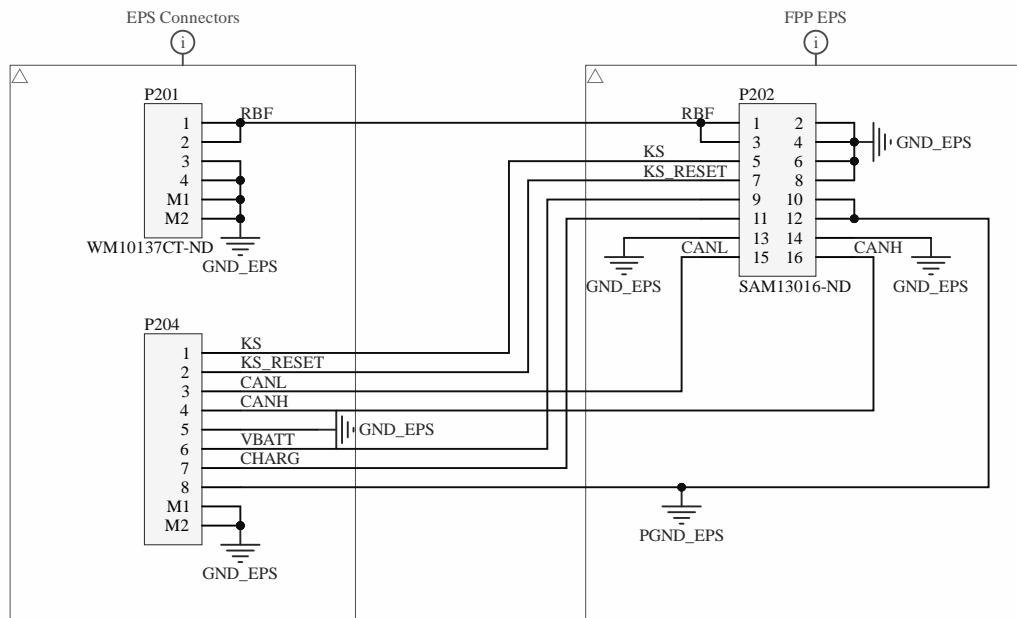 EPS Connectors
FPP EPS
i
i
P201
P202
1 RBF
2
3
4
M1
M2
WM10137CT-ND
GND_EPS
RBF 1 2
3 4 GND_EPS
KS 5 6
KS_RESET 7 8
9 10
11 12
13 14
CANL 15 16 CANH
GND_EPS
SAM13016-ND
GND_EPS
P204
1 KS
2 KS_RESET
3 CANL
4 CANH
5 GND_EPS
6 VBATT
7 CHARG
8
M1
M2
GND_EPS
PGND_EPS